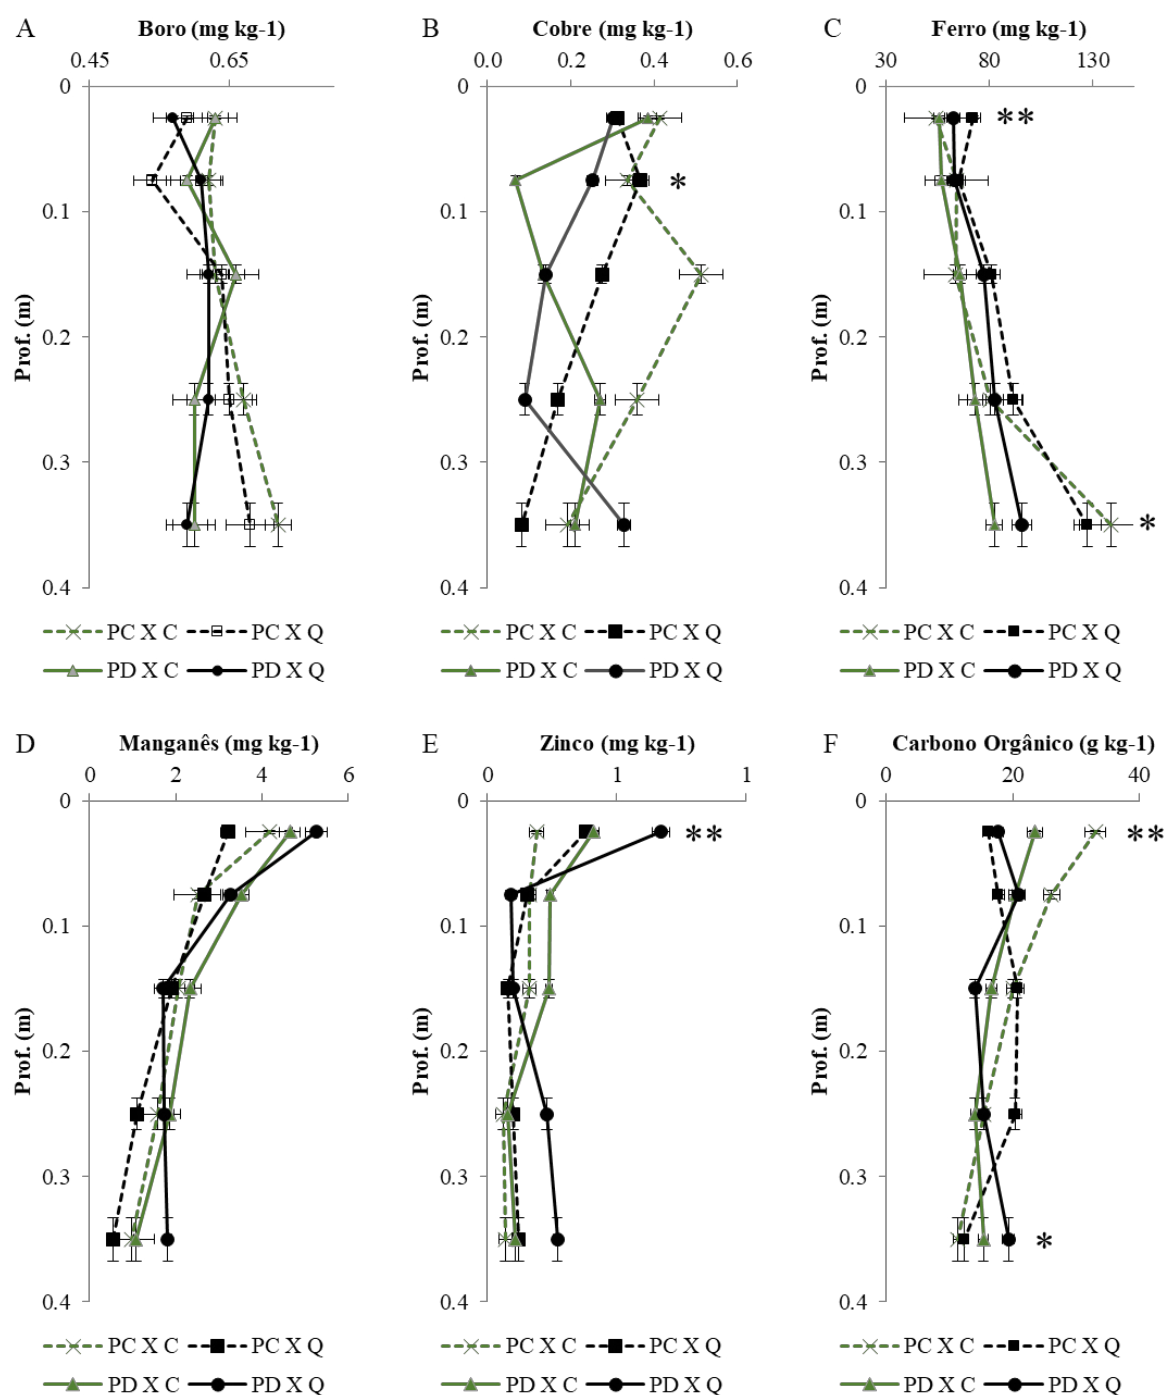 A Boro (mg kg-1)
0.45 0.65
0
0.1
0.2
0.3
0.4
Prof. (m)
PC X C PC X Q
PD X C PD X Q
B Cobre (mg kg-1)
0.0 0.2 0.4 0.6
0
0.1
0.2
0.3
0.4
Prof. (m)
*
PC X C PC X Q
PD X C PD X Q
C Ferro (mg kg-1)
30 80 130
0
0.1
0.2
0.3
0.4
Prof. (m)
**
*
PC X C PC X Q
PD X C PD X Q
D Manganês (mg kg-1)
0 2 4 6
0
0.1
0.2
0.3
0.4
Prof. (m)
PC X C PC X Q
PD X C PD X Q
E Zinco (mg kg-1)
0 1 1
0
0.1
0.2
0.3
0.4
Prof. (m)
**
PC X C PC X Q
PD X C PD X Q
F Carbono Orgânico (g kg-1)
0 20 40
0
0.1
0.2
0.3
0.4
Prof. (m)
**
*
PC X C PC X Q
PD X C PD X Q